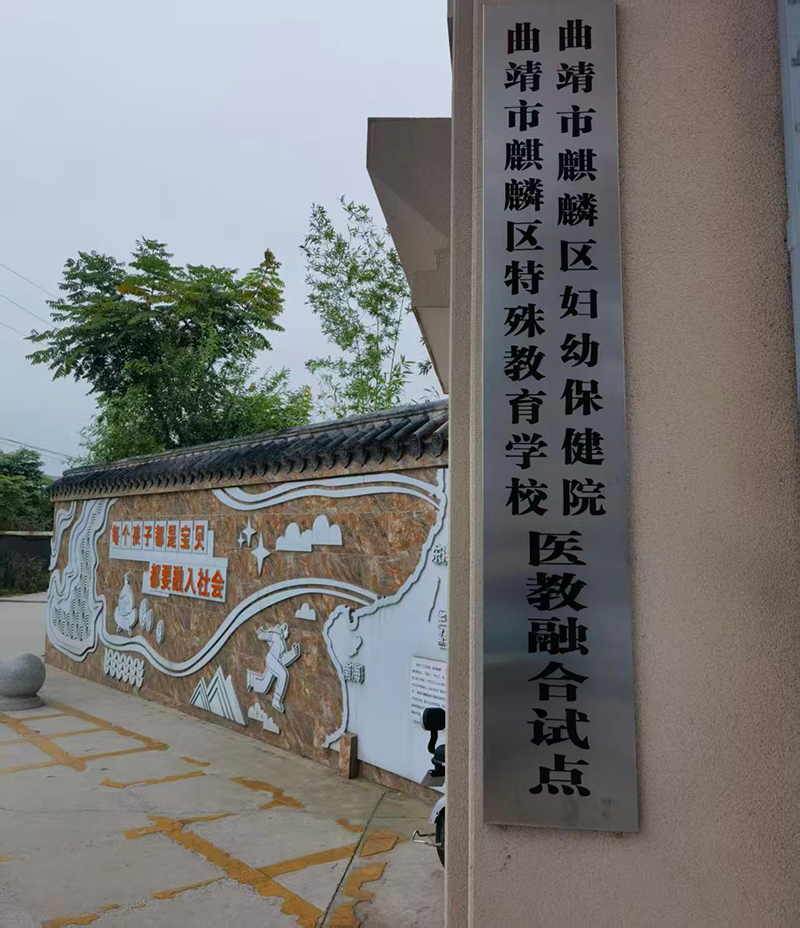 曲靖市麒麟区妇幼保健院
曲靖市麒麟区特殊教育学校
医教融合试点
每个孩子都是宝贝
都要融入社会